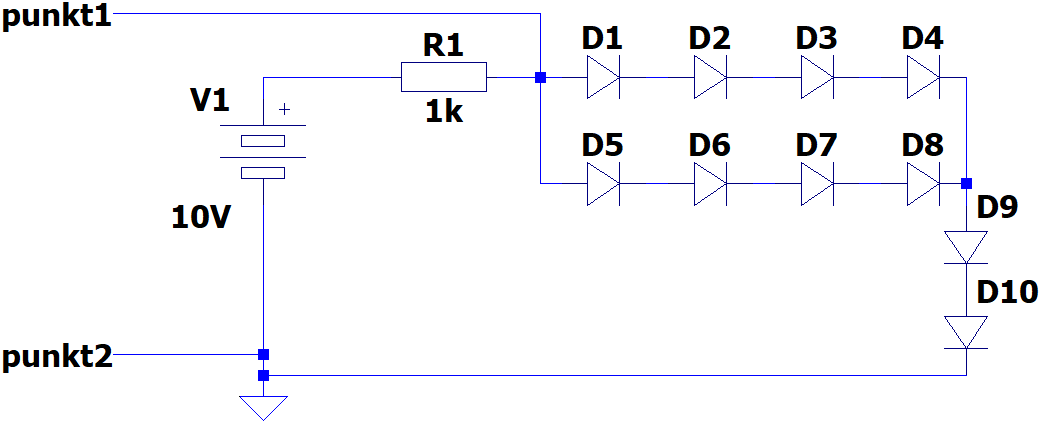 punkt1
R1
1k
V1
+
10V
D1 D2 D3 D4
D5 D6 D7 D8
D9
D10
punkt2